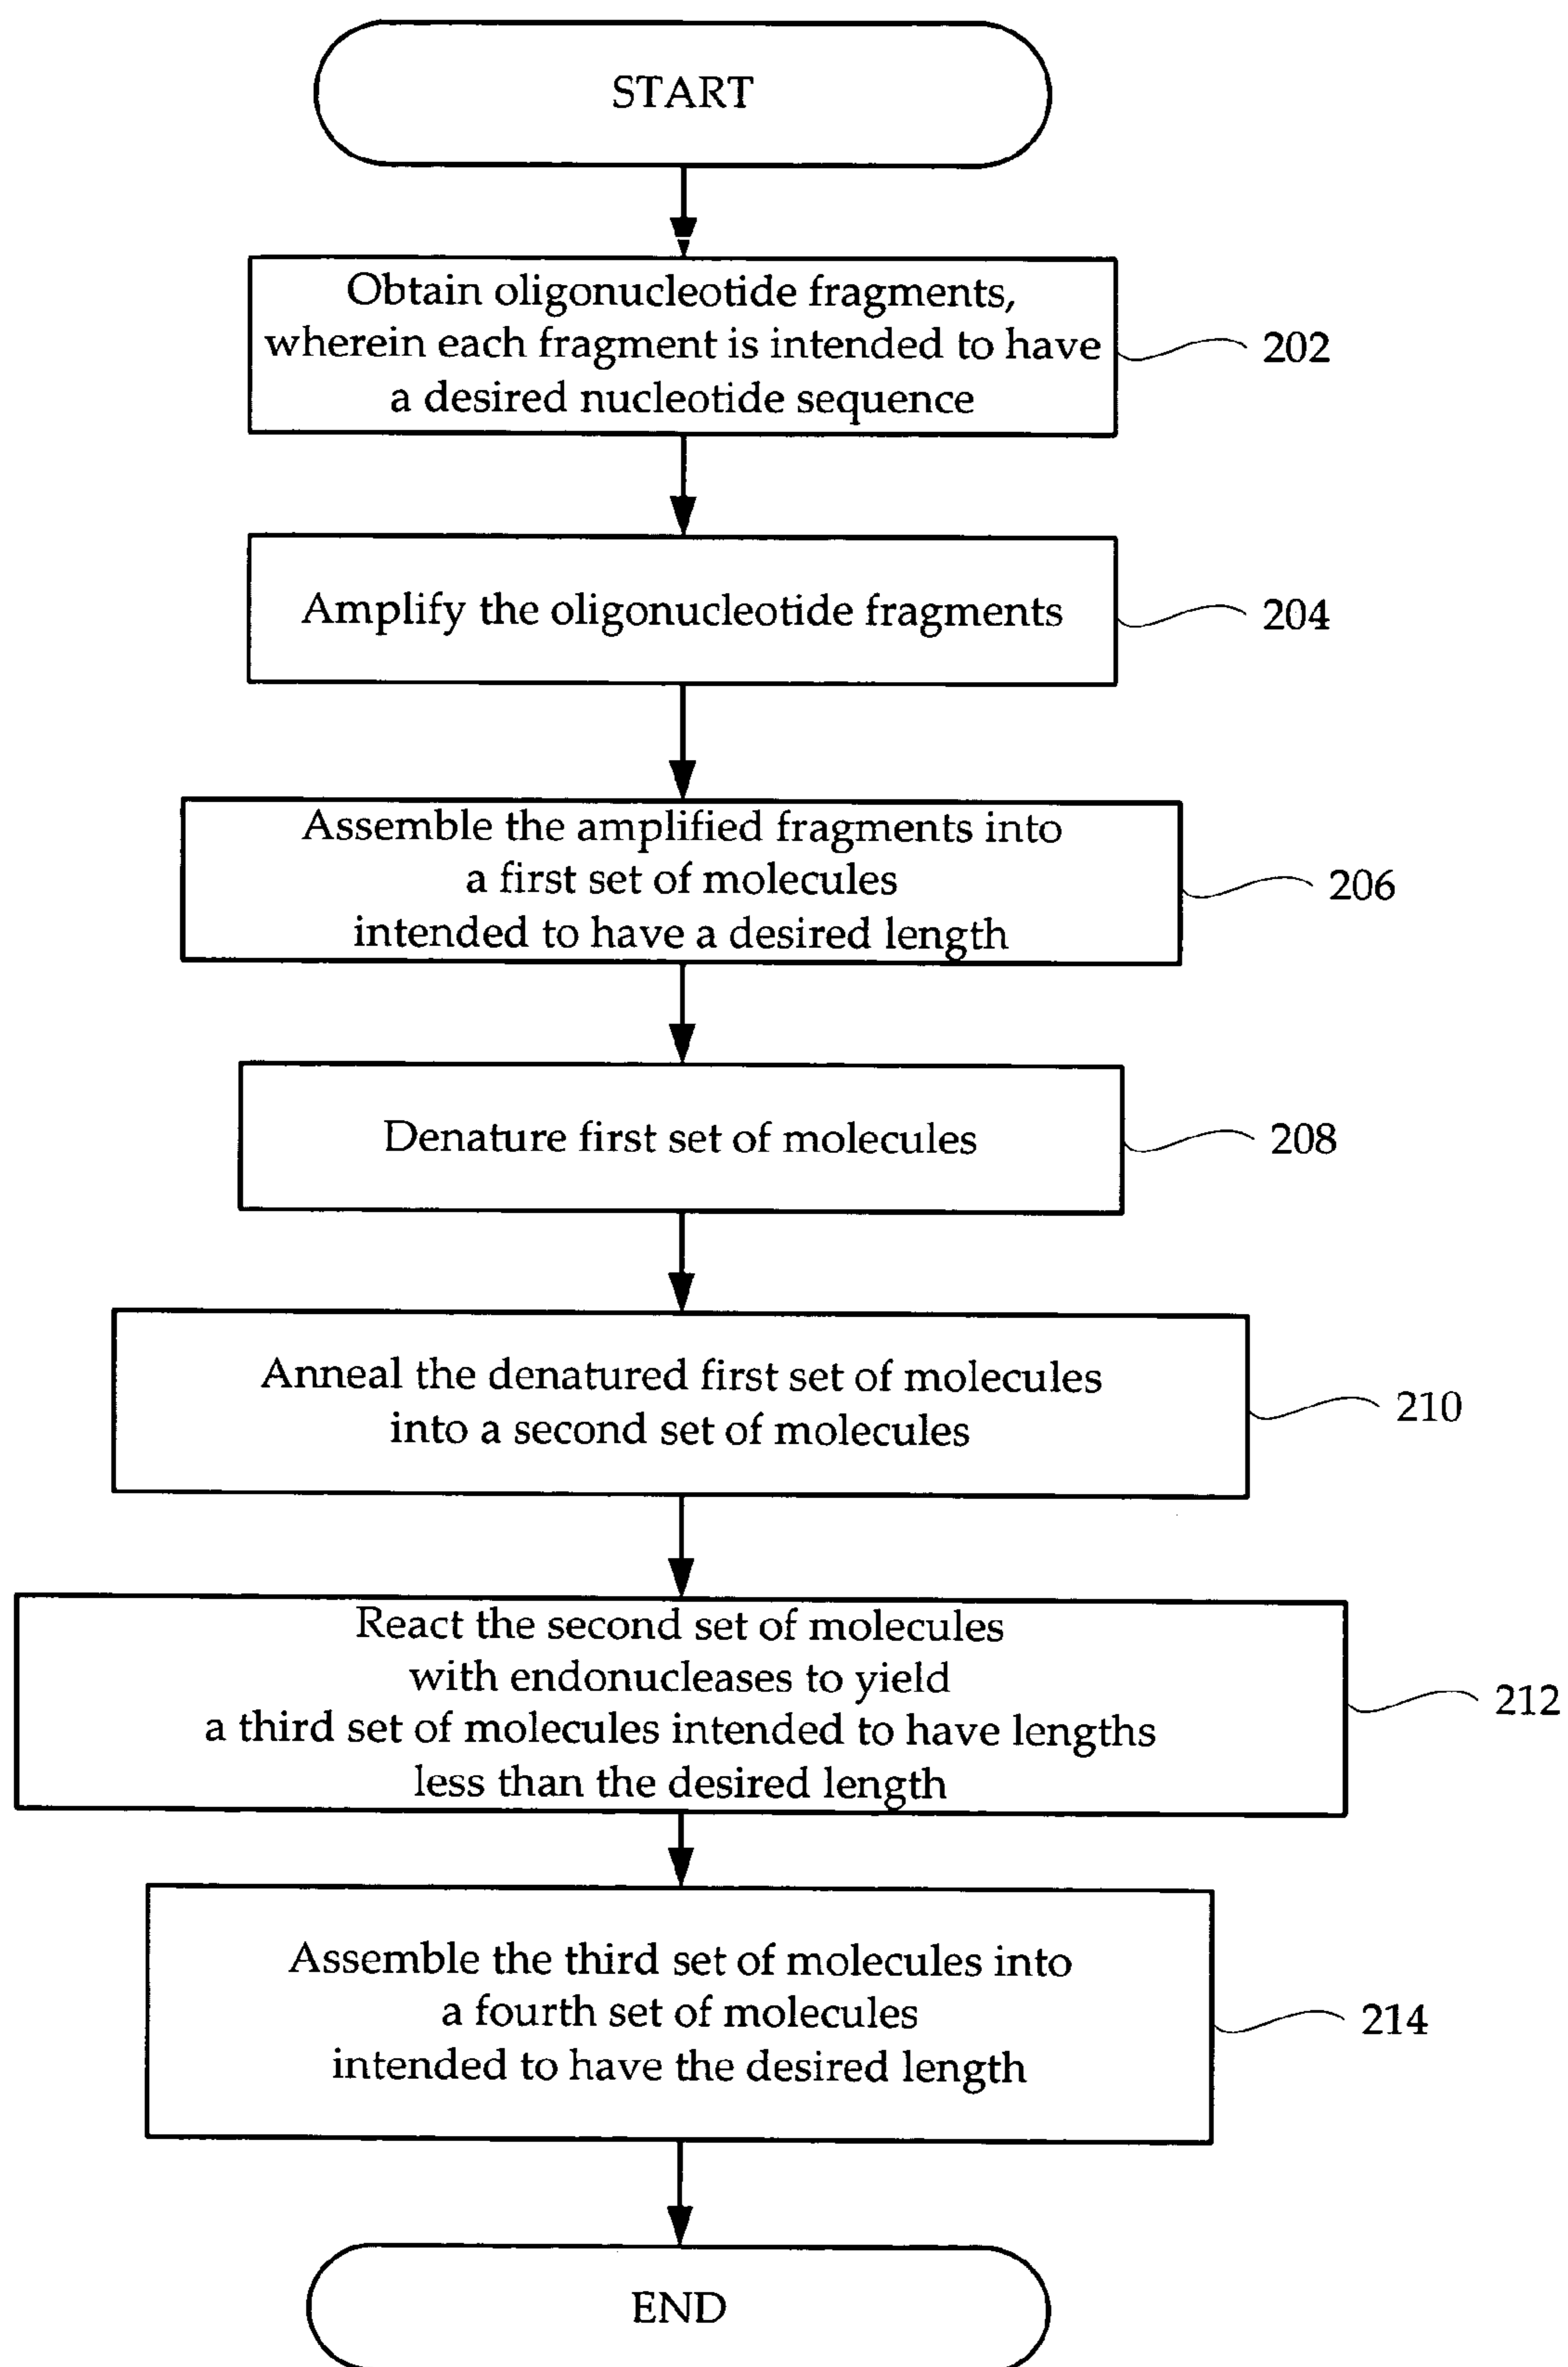 START
Obtain oligonucleotide fragments,
wherein each fragment is intended to have
a desired nucleotide sequence
202
Amplify the oligonucleotide fragments
204
Assemble the amplified fragments into
a first set of molecules
intended to have a desired length
206
Denature first set of molecules
208
Anneal the denatured first set of molecules
into a second set of molecules
210
React the second set of molecules
with endonucleases to yield
a third set of molecules intended to have lengths
less than the desired length
212
Assemble the third set of molecules into
a fourth set of molecules
intended to have the desired length
214
END